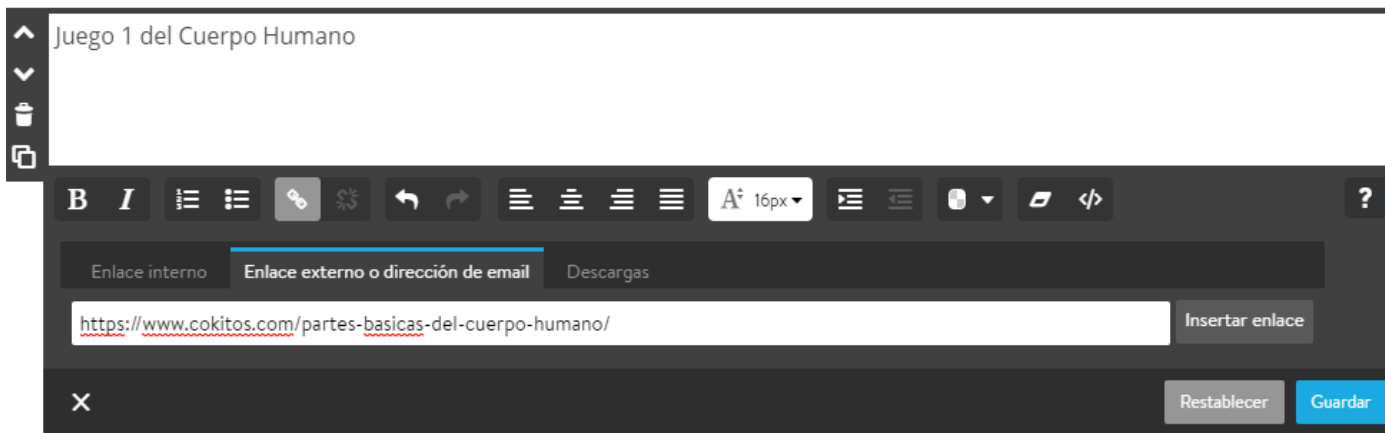 Juego 1 del Cuerpo Humano
B I A 16px </> ?
Enlace interno Enlace externo o dirección de email Descargas
https://www.cokitos.com/partes-basicas-del-cuerpo-humano/ Insertar enlace
Restablecer Guardar